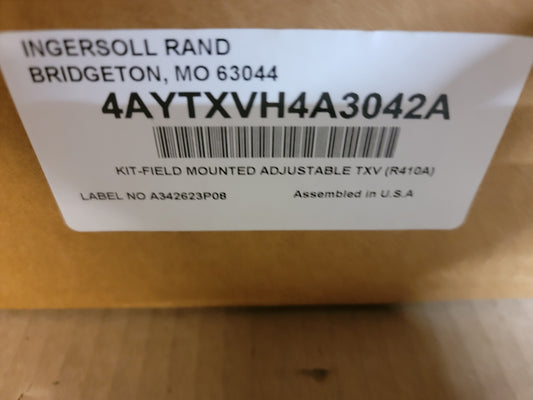 INGERSOLL RAND
BRIDGETON, MO 63044
4AYTXVH4A3042A
KIT-FIELD MOUNTED ADJUSTABLE TXV (R410A)
LABEL NO A342623P08 Assembled in U.S.A